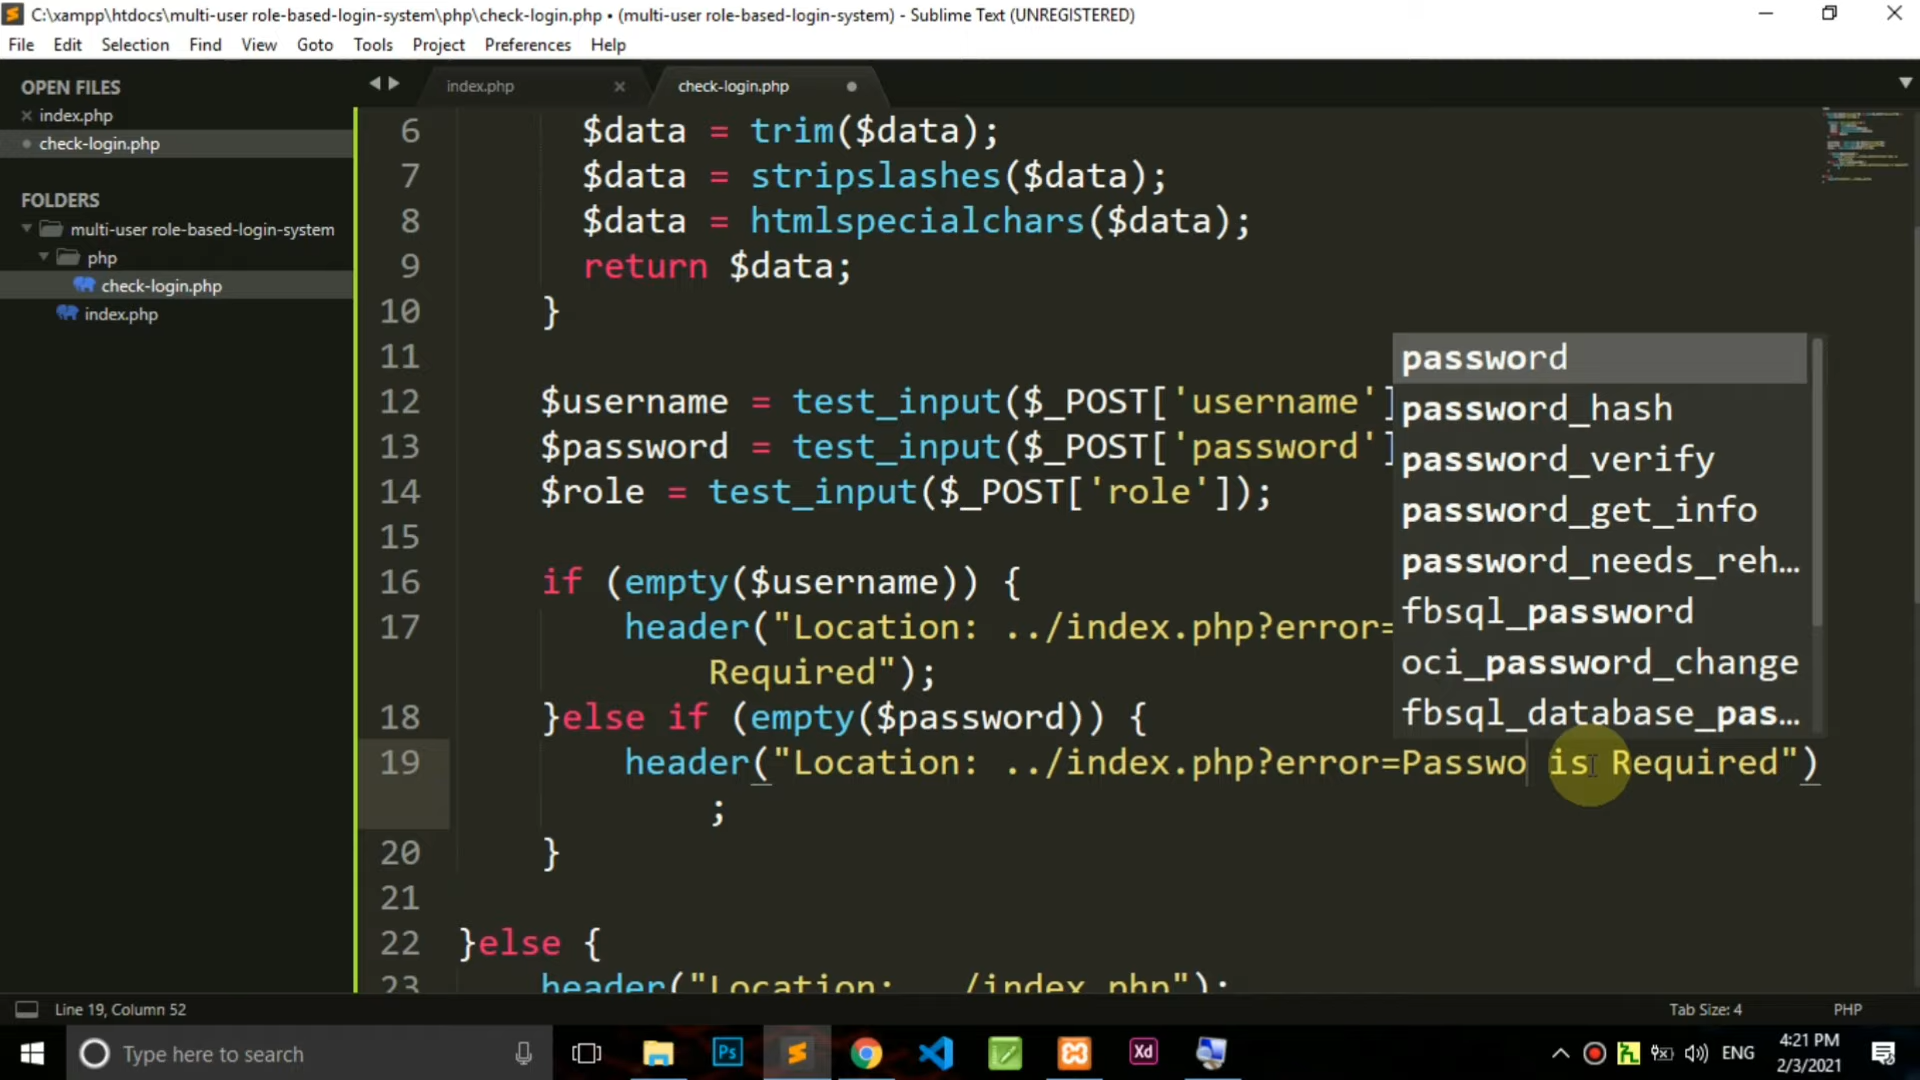 C:\xampp\htdocs\multi-user role-based-login-system\php\check-login.php • (multi-user role-based-login-system) - Sublime Text (UNREGISTERED)
File Edit Selection Find View Goto Tools Project Preferences Help
OPEN FILES
index.php
check-login.php
FOLDERS
multi-user role-based-login-system
php
check-login.php
index.php
index.php
check-login.php
6 $data = trim($data);
7 $data = stripslashes($data);
8 $data = htmlspecialchars($data);
9 return $data;
10 }
11
12 $username = test_input($_POST['username']
13 $password = test_input($_POST['password']
14 $role = test_input($_POST['role']);
15
16 if (empty($username)) {
17 header("Location: ../index.php?error=
Required");
18 }else if (empty($password)) {
19 header("Location: ../index.php?error=Passwo is Required")
;
20 }
21
22 }else {
23 header("Location: ../index.php");
password
password_hash
password_verify
password_get_info
password_needs_reh...
fbsql_password
oci_password_change
fbsql_database_pas...
Line 19, Column 52
Tab Size: 4
PHP
Type here to search
Ps
Xd
ENG
4:21 PM
2/3/2021